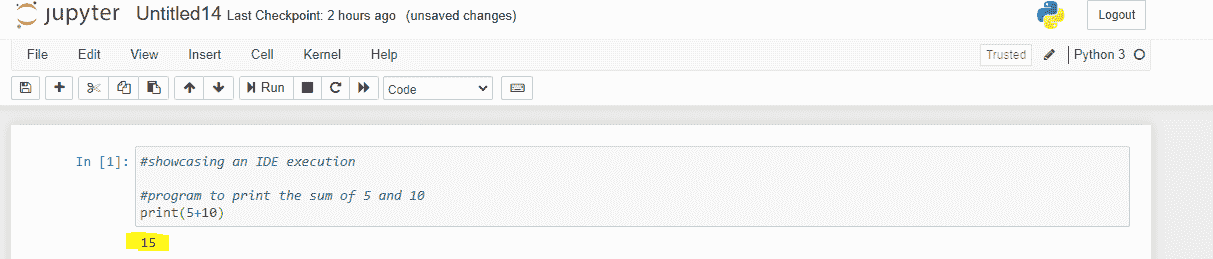 jupyter Untitled14 Last Checkpoint: 2 hours ago (unsaved changes) Logout
File Edit View Insert Cell Kernel Help Trusted Python 3
Run Code
In [1]: #showcasing an IDE execution
#program to print the sum of 5 and 10
print(5+10)
15